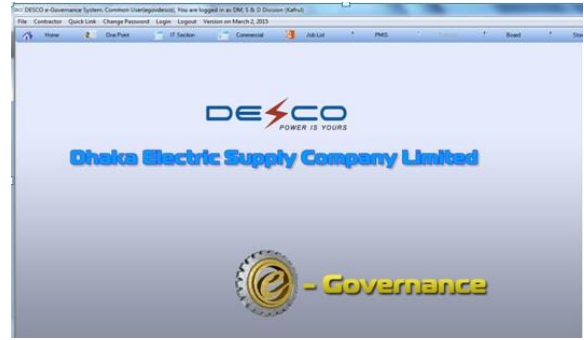 DESCO e-Governance System. Common User(egovdesco), You are logged in as DM, S & D Division (Kafrul)
File Contractor Quick Link Change Password Login Logout Version on March 2, 2015
Home One Point IT Section Commercial Job List PMIS Board
DESCO
POWER IS YOURS
Dhaka Electric Supply Company Limited
e - Governance